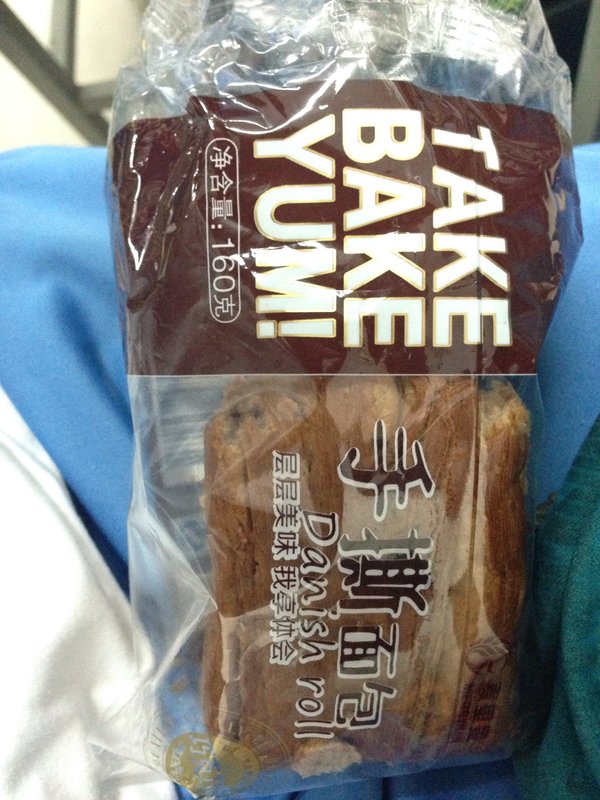 TAKE
BAKE
YUM!
净含量: 160克
手撕面包
Danish roll
层层美味 我享体会